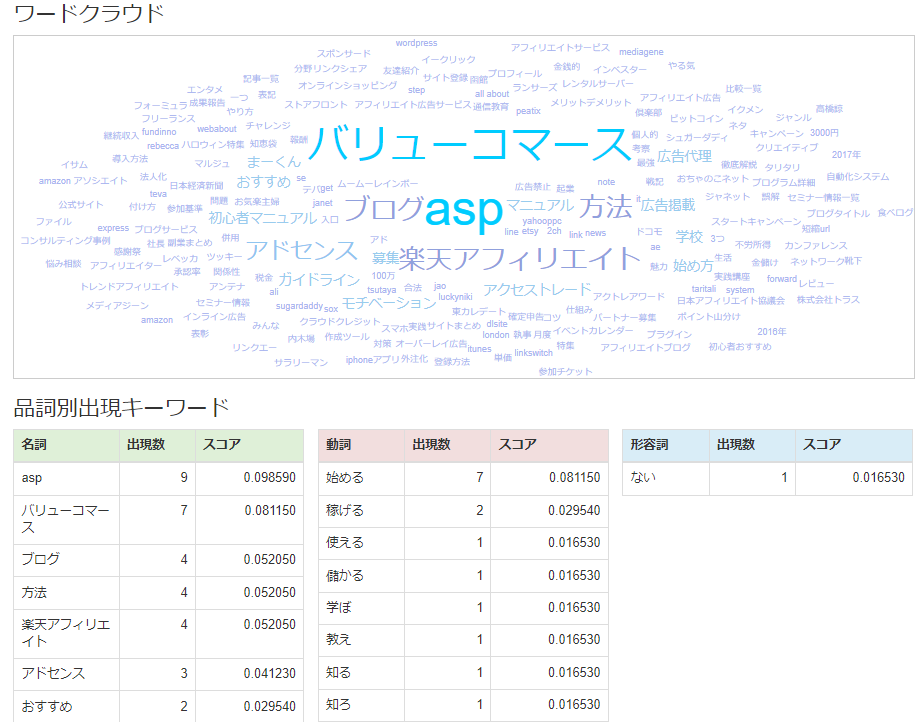 ワードクラウド
wordpress
スポンサード
アフィリエイトサービス
mediagene
イークリック
分野 リンクシェア
友達紹介
サイト登録
函館
プロフィール
金銭的
インベスター
やる気
記事一覧
エンタメ
オンラインショッピング
step
all about
ランサーズ
レンタルサーバー
比較一覧
フォーミュラ
成果報告
一つ
表記
ストアフロント
アフィリエイト広告サービス
通信教育
peatix
メリットデメリット
アフィリエイト広告
フリーランス
やり方
倶楽部
イクメン
高橋綜
継続収入
fundinno
webabout
チャレンジ
バリューコマース
ビットコイン
ネタ
ジャンル
rebecca
ハロウィン特集
知恵袋
報酬
個人的
シュガーダディ
キャンペーン
3000円
イサム
導入方法
マルジュ
まーくん
考察
最強
広告代理
徹底解説
クリエイティブ
タリタリ
2017年
amazon アソシエイト
法人化
日本経済新聞
おすすめ
se
テバget
ムームーレインボー
広告禁止
起業
note
戦記
おちゃのこネット
プログラム詳細
自動化システム
teva
問題
お気楽主婦
janet
ブログ
asp
マニュアル
方法
it
広告掲載
ジャネット
誤解
セミナー情報一覧
公式サイト
付け方
参加基準
初心者マニュアル
入口
yahooppc
スタートキャンペーン
ブログタイトル
食べログ
ファイル
express
ブログサービス
line
etsy
2ch
link
news
ドコモ
学校
3つ
短縮url
コンサルティング事例
社長
副業まとめ
併用
アドセンス
アド
募集
楽天アフィリエイト
ae
不労所得
カンファレンス
感謝祭
レベッカ
ツッキー
魅力
始め方
生活
金儲け
ネットワーク靴下
悩み相談
アフィリエイター
承認率
関係性
税金
ガイドライン
100万
合法
jao
アクセストレード
実践講座
forward
レビュー
トレンドアフィリエイト
アンテナ
ali
tsutaya
luckyniki
アクトレアワード
taritali
system
メディアジーン
セミナー情報
sugardaddy
sox
モチベーション
東カレデート
確定申告
コツ
仕組み
日本アフィリエイト協議会
株式会社トラス
amazon
インライン広告
みんな
クラウドクレジット
スマホ
実践
サイトまとめ
dlsite
パートナー募集
ポイント山分け
表彰
内木場
作成ツール
london
執事
月度
イベントカレンダー
プラグイン
2018年
リンクエー
対策
オーバーレイ広告
itunes
linkswitch
特集
アフィリエイトブログ
初心者おすすめ
サラリーマン
iphoneアプリ
外注化
登録方法
単価
参加チケット
品詞別出現キーワード
名詞 出現数 スコア
asp 9 0.098590
バリューコマー
ス 7 0.081150
ブログ 4 0.052050
方法 4 0.052050
楽天アフィリエ
イト 4 0.052050
アドセンス 3 0.041230
おすすめ 2 0.029540
動詞 出現数 スコア
始める 7 0.081150
稼げる 2 0.029540
使える 1 0.016530
儲かる 1 0.016530
学ぼ 1 0.016530
教え 1 0.016530
知る 1 0.016530
知ろ 1 0.016530
形容詞 出現数 スコア
ない 1 0.016530